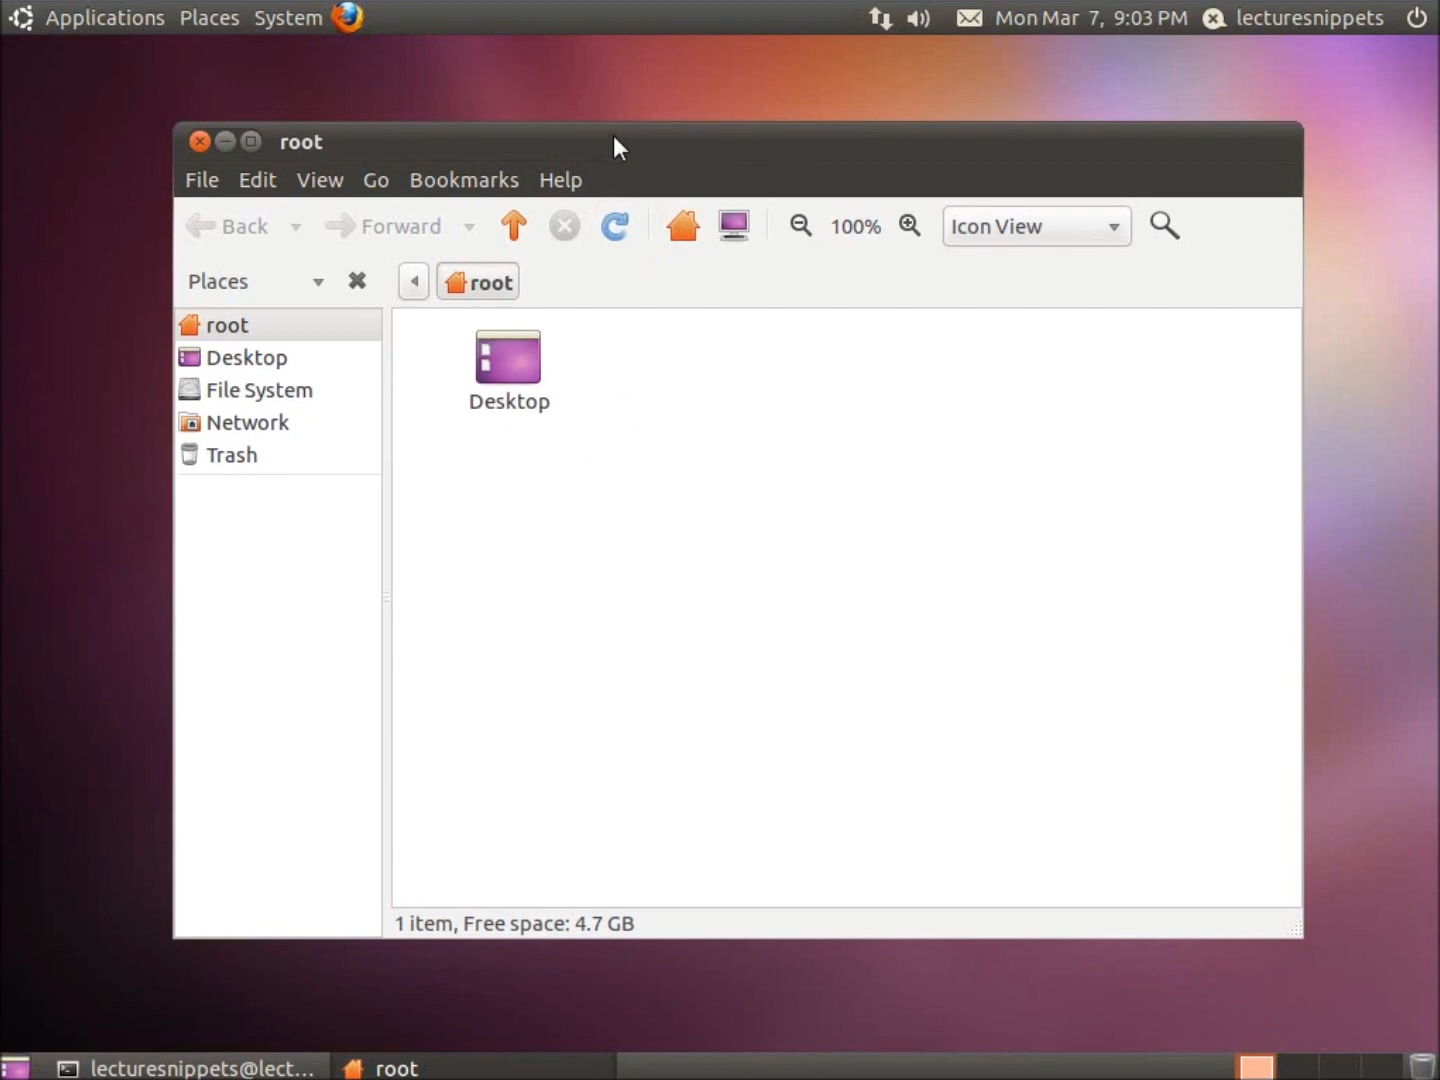 Applications Places System Mon Mar 7, 9:03 PM lecturesnippets
root
File Edit View Go Bookmarks Help
Back Forward 100% Icon View
Places root
root
Desktop
File System
Network
Trash
Desktop
1 item, Free space: 4.7 GB
lecturesnippets@lect... root